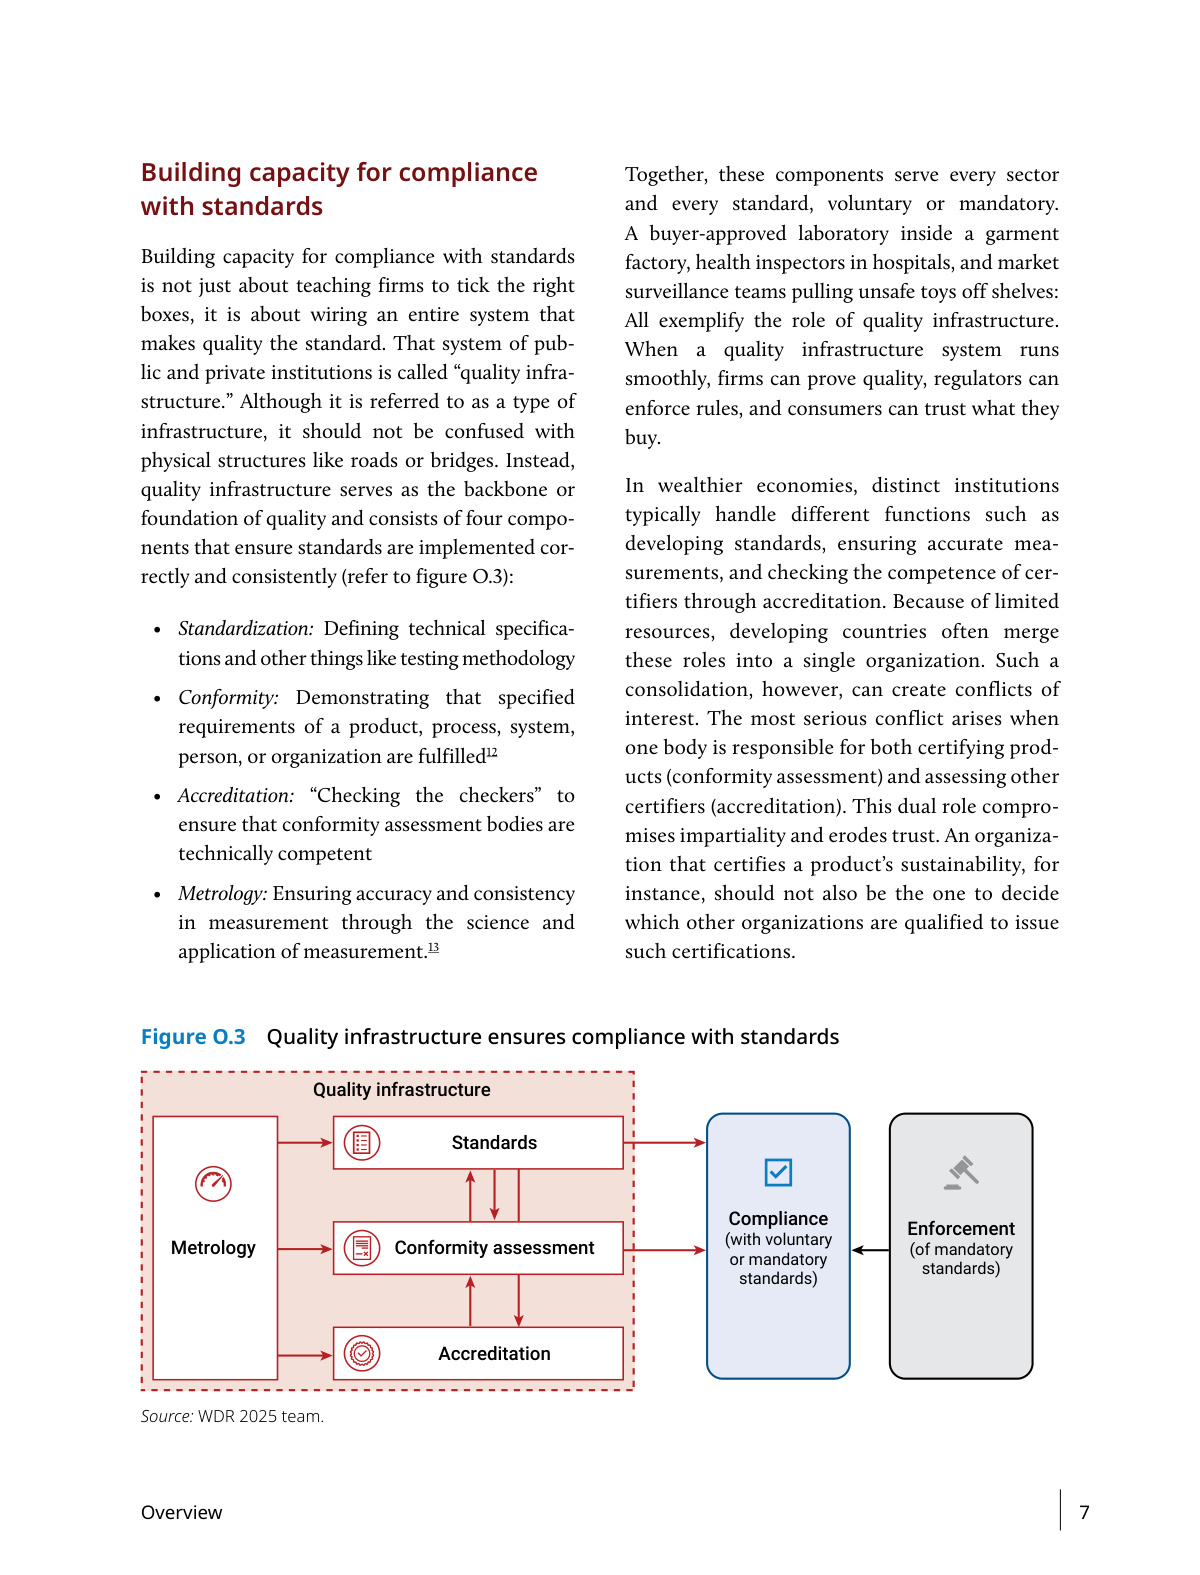 Building capacity for compliance
with standards
Building capacity for compliance with standards
is not just about teaching firms to tick the right
boxes, it is about wiring an entire system that
makes quality the standard. That system of pub-
lic and private institutions is called “quality infra-
structure.” Although it is referred to as a type of
infrastructure, it should not be confused with
physical structures like roads or bridges. Instead,
quality infrastructure serves as the backbone or
foundation of quality and consists of four compo-
nents that ensure standards are implemented cor-
rectly and consistently (refer to figure O.3):
• Standardization: Defining technical specifica-
tions and other things like testing methodology
• Conformity: Demonstrating that specified
requirements of a product, process, system,
person, or organization are fulfilled12
• Accreditation: “Checking the checkers” to
ensure that conformity assessment bodies are
technically competent
• Metrology: Ensuring accuracy and consistency
in measurement through the science and
application of measurement.13
Together, these components serve every sector
and every standard, voluntary or mandatory.
A buyer-approved laboratory inside a garment
factory, health inspectors in hospitals, and market
surveillance teams pulling unsafe toys off shelves:
All exemplify the role of quality infrastructure.
When a quality infrastructure system runs
smoothly, firms can prove quality, regulators can
enforce rules, and consumers can trust what they
buy.
In wealthier economies, distinct institutions
typically handle different functions such as
developing standards, ensuring accurate mea-
surements, and checking the competence of cer-
tifiers through accreditation. Because of limited
resources, developing countries often merge
these roles into a single organization. Such a
consolidation, however, can create conflicts of
interest. The most serious conflict arises when
one body is responsible for both certifying prod-
ucts (conformity assessment) and assessing other
certifiers (accreditation). This dual role compro-
mises impartiality and erodes trust. An organiza-
tion that certifies a product’s sustainability, for
instance, should not also be the one to decide
which other organizations are qualified to issue
such certifications.
Figure O.3 Quality infrastructure ensures compliance with standards
Quality infrastructure
Metrology
Standards
Conformity assessment
Accreditation
Compliance
(with voluntary
or mandatory
standards)
Enforcement
(of mandatory
standards)
Source: WDR 2025 team.
Overview
7